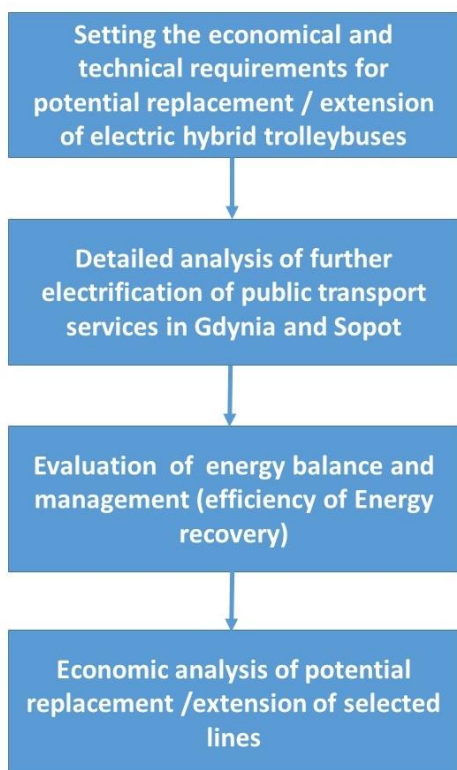 Setting the economical and
technical requirements for
potential replacement / extension
of electric hybrid trolleybuses
Detailed analysis of further
electrification of public transport
services in Gdynia and Sopot
Evaluation of energy balance and
management (efficiency of Energy
recovery)
Economic analysis of potential
replacement /extension of selected
lines